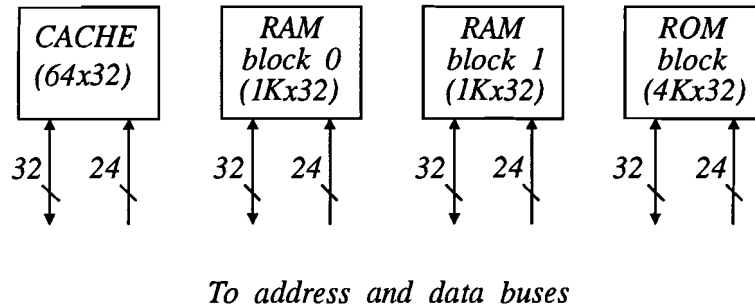 CACHE
(64x32)
RAM
block 0
(1Kx32)
RAM
block 1
(1Kx32)
ROM
block
(4Kx32)
32 24 32 24 32 24 32 24
To address and data buses